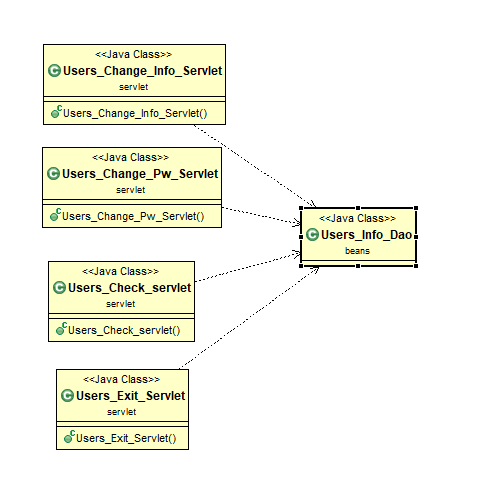 <<Java Class>>
Users_Change_Info_Servlet
servlet
Users_Change_Info_Servlet()
<<Java Class>>
Users_Change_Pw_Servlet
servlet
Users_Change_Pw_Servlet()
<<Java Class>>
Users_Info_Dao
beans
<<Java Class>>
Users_Check_servlet
servlet
Users_Check_servlet()
<<Java Class>>
Users_Exit_Servlet
servlet
Users_Exit_Servlet()